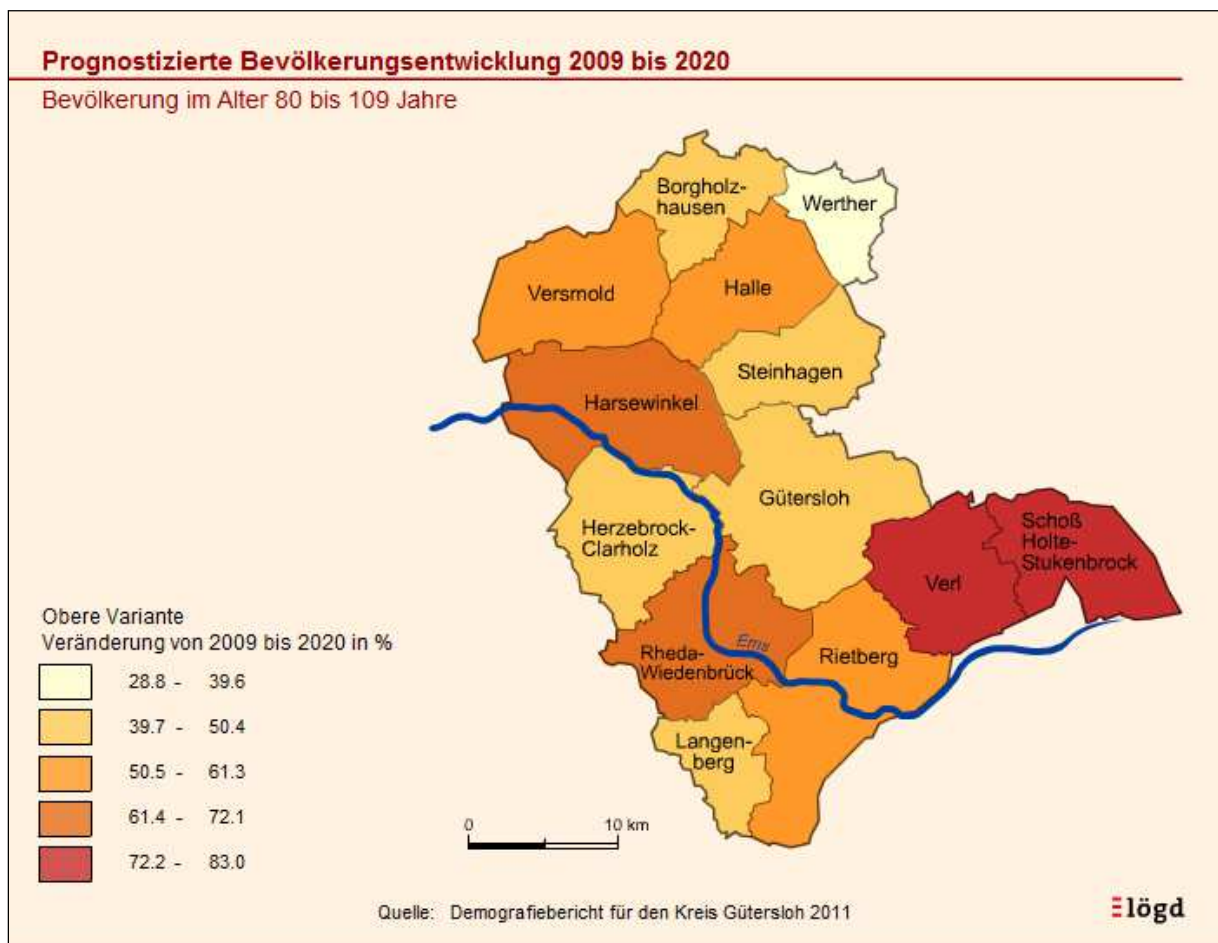 Prognostizierte Bevölkerungsentwicklung 2009 bis 2020
Bevölkerung im Alter 80 bis 109 Jahre
Borgholz-
hausen
Werther
Versmold
Halle
Steinhagen
Harsewinkel
Gütersloh
Herzebrock-
Clarholz
Schoß
Holte-
Stukenbrock
Verl
Ems
Rheda-
Wiedenbrück
Rietberg
Langen-
berg
Obere Variante
Veränderung von 2009 bis 2020 in %
28.8 - 39.6
39.7 - 50.4
50.5 - 61.3
61.4 - 72.1
72.2 - 83.0
0 10 km
Quelle: Demografiebericht für den Kreis Gütersloh 2011
lögd